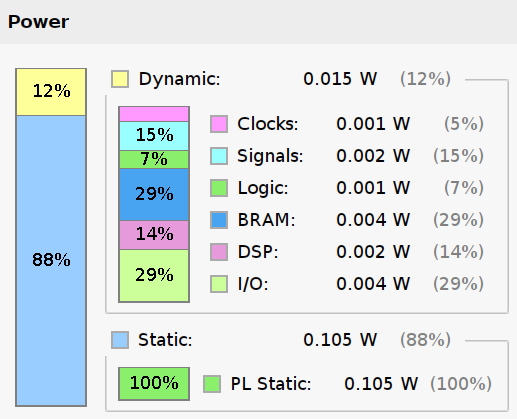 Power
12%
88%
Dynamic: 0.015 W (12%)
15%
7%
29%
14%
29%
Clocks: 0.001 W (5%)
Signals: 0.002 W (15%)
Logic: 0.001 W (7%)
BRAM: 0.004 W (29%)
DSP: 0.002 W (14%)
I/O: 0.004 W (29%)
Static: 0.105 W (88%)
100%
PL Static: 0.105 W (100%)